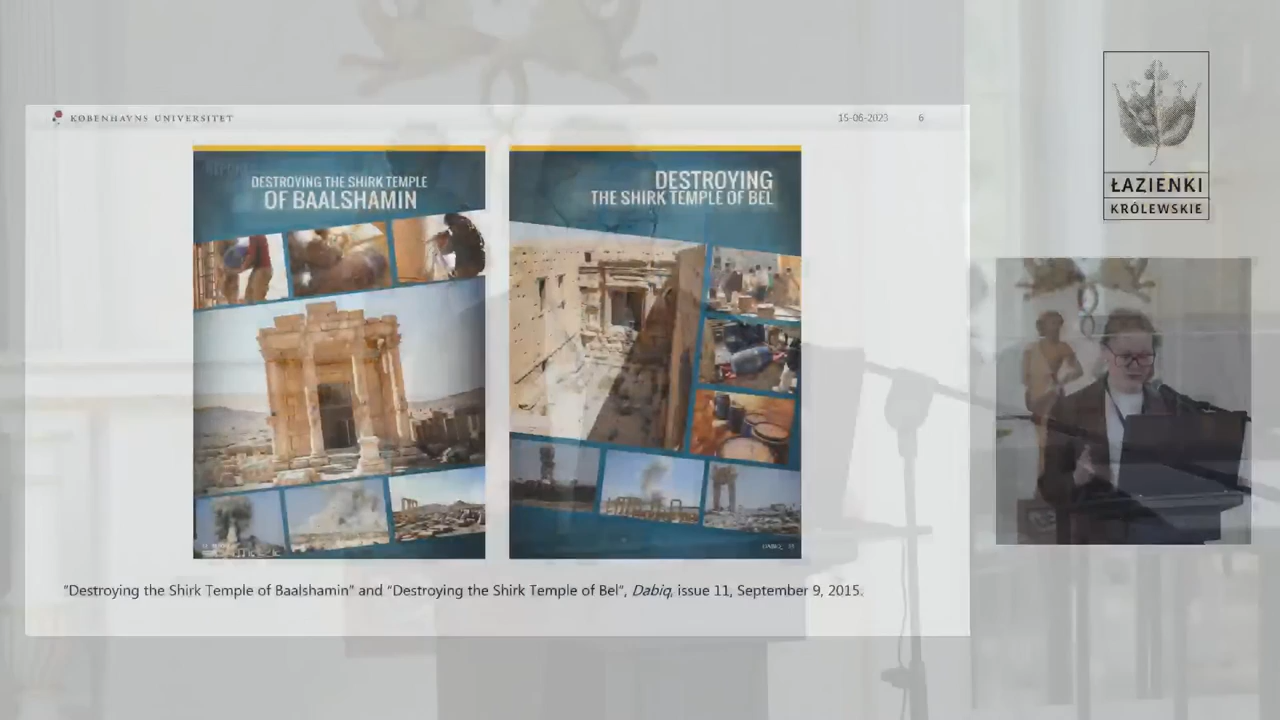 KØBENHAVNS UNIVERSITET
15-06-2023
6
DESTROYING THE SHIRK TEMPLE
OF BAALSHAMIN
DESTROYING
THE SHIRK TEMPLE OF BEL
"Destroying the Shirk Temple of Baalshamin" and “Destroying the Shirk Temple of Bel”, Dabiq, issue 11, September 9, 2015.
ŁAZIENKI
KRÓLEWSKIE